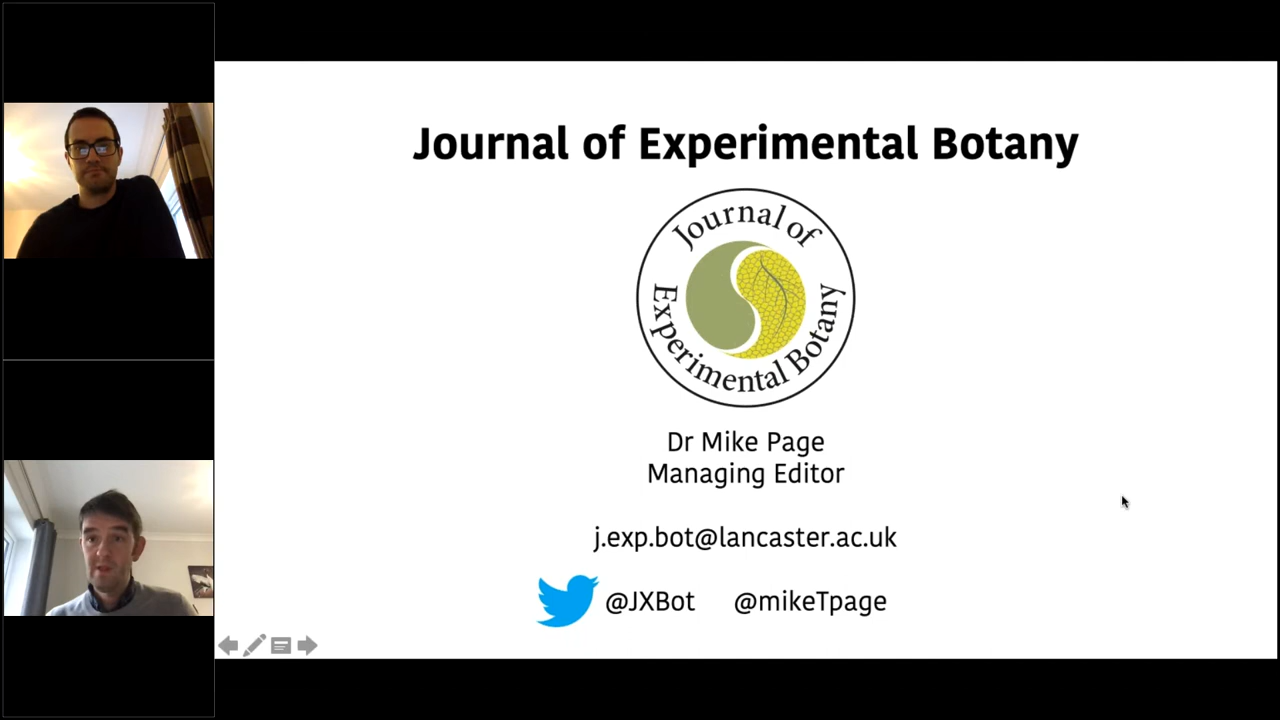 Journal of Experimental Botany
Journal of
Experimental Botany
Dr Mike Page
Managing Editor
j.exp.bot@lancaster.ac.uk
@JXBot @mikeTpage